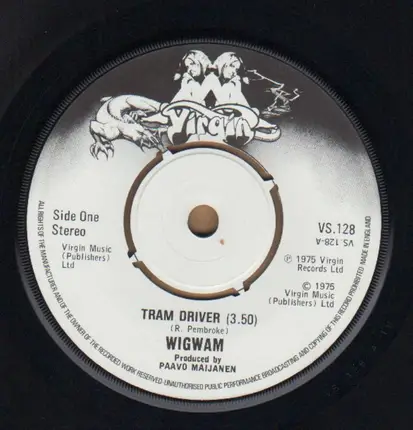 Virgin
Side One
Stereo
Virgin Music
(Publishers)
Ltd
VS.128
VS.128-A
℗ 1975 Virgin
Records Ltd
© 1975
Virgin Music
(Publishers) Ltd
TRAM DRIVER (3.50)
(R. Pembroke)
WIGWAM
Produced by
PAAVO MAIJANEN
ALL RIGHTS OF THE MANUFACTURER AND OF THE OWNER OF THE RECORDED WORK RESERVED. UNAUTHORISED PUBLIC PERFORMANCE BROADCASTING AND COPYING OF THIS RECORD PROHIBITED. MADE IN ENGLAND